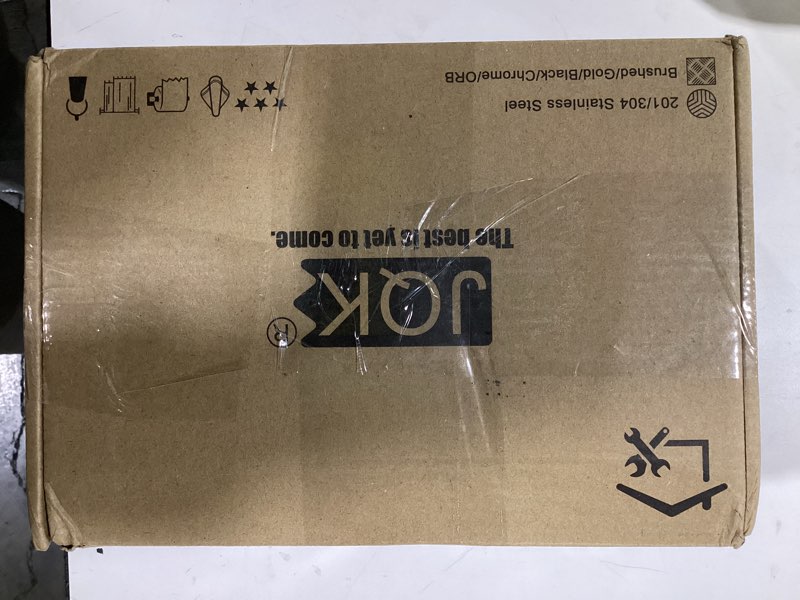 JQK®
The best is yet to come.
201/304 Stainless Steel
Brushed/Gold/Black/Chrome/ORB